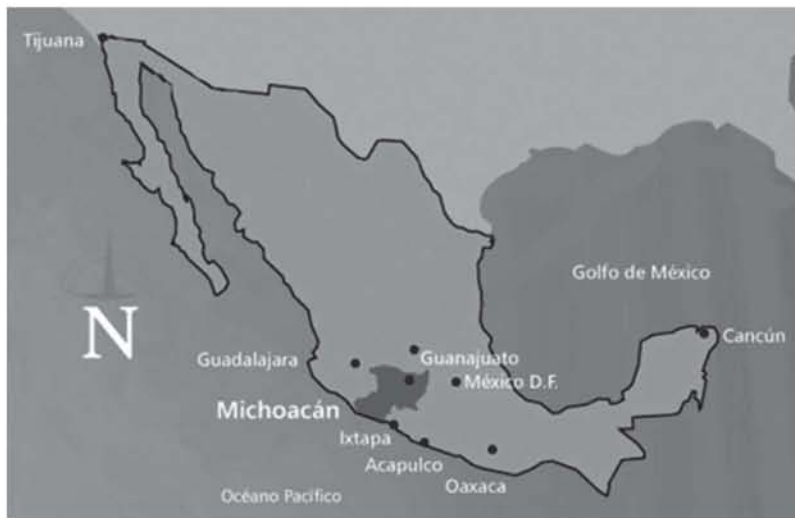 Tijuana
Golfo de México
N
Cancún
Guadalajara
Guanajuato
México D.F.
Michoacán
Ixtapa
Acapulco
Oaxaca
Océano Pacífico